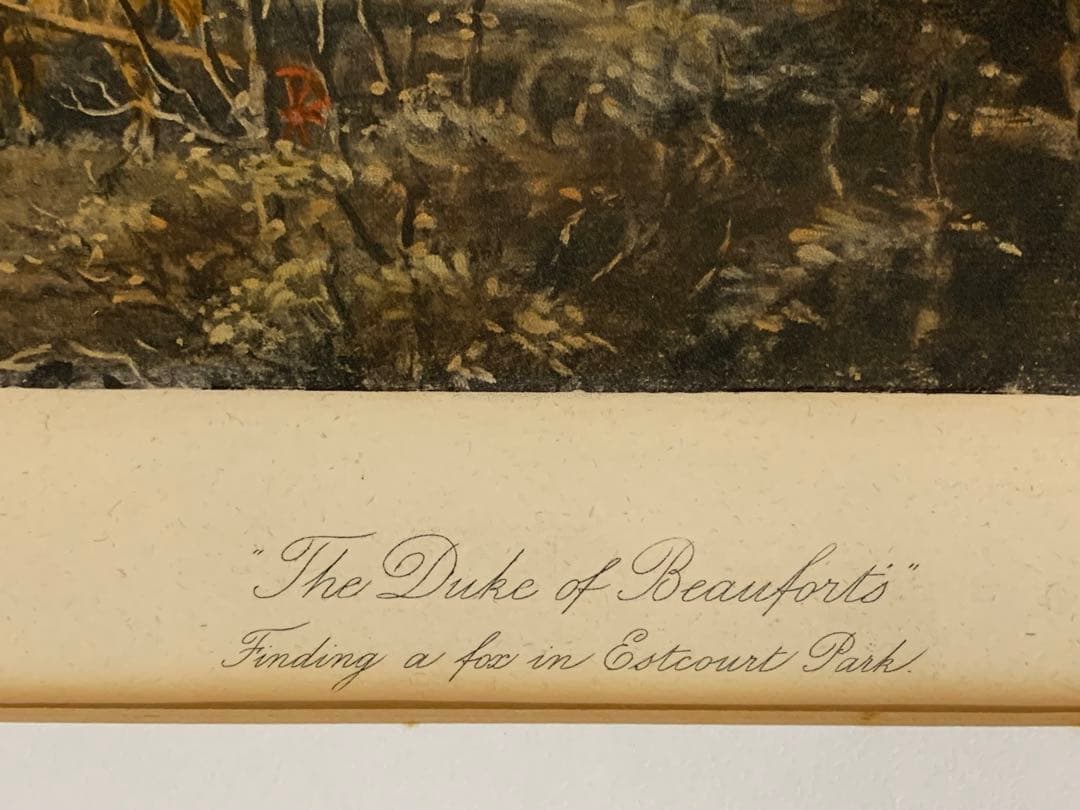 "The Duke of Beaufort's"
Finding a fox in Estcourt Park.